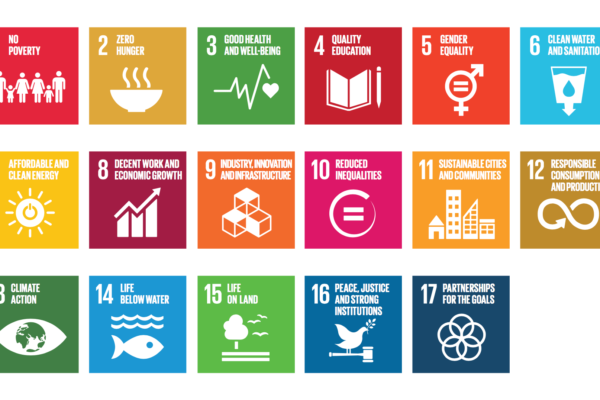 NO
POVERTY
2 ZERO
HUNGER
3 GOOD HEALTH
AND WELL-BEING
4 QUALITY
EDUCATION
5 GENDER
EQUALITY
6 CLEAN WATER
AND SANITATIO
AFFORDABLE AND
CLEAN ENERGY
8 DECENT WORK AND
ECONOMIC GROWTH
9 INDUSTRY, INNOVATION
AND INFRASTRUCTURE
10 REDUCED
INEQUALITIES
11 SUSTAINABLE CITIES
AND COMMUNITIES
12 RESPONSIBLE
CONSUMPTION
AND PRODUCTI
3 CLIMATE
ACTION
14 LIFE
BELOW WATER
15 LIFE
ON LAND
16 PEACE, JUSTICE
AND STRONG
INSTITUTIONS
17 PARTNERSHIPS
FOR THE GOALS